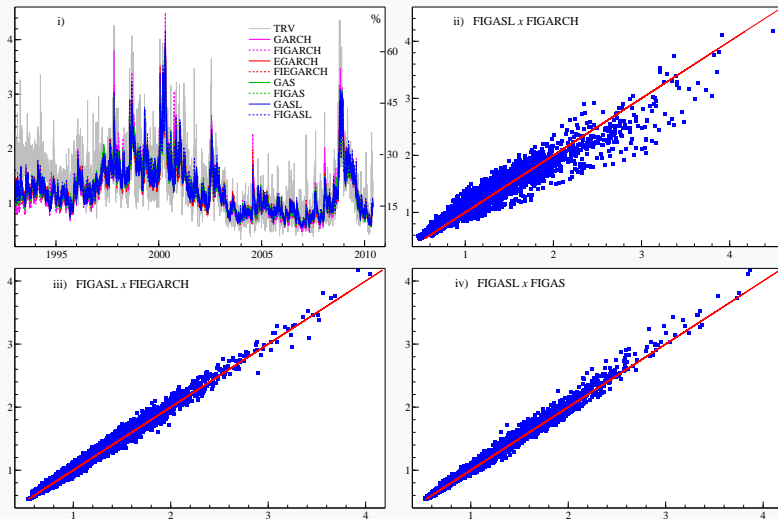 i)
%
TRV
GARCH
FIGARCH
EGARCH
FIEGARCH
GAS
FIGAS
GASL
FIGASL
4
3
2
1
60
45
30
15
1995
2000
2005
2010
ii) FIGASL x FIGARCH
4
3
2
1
1
2
3
4
iii) FIGASL x FIEGARCH
4
3
2
1
1
2
3
4
iv) FIGASL x FIGAS
4
3
2
1
1
2
3
4